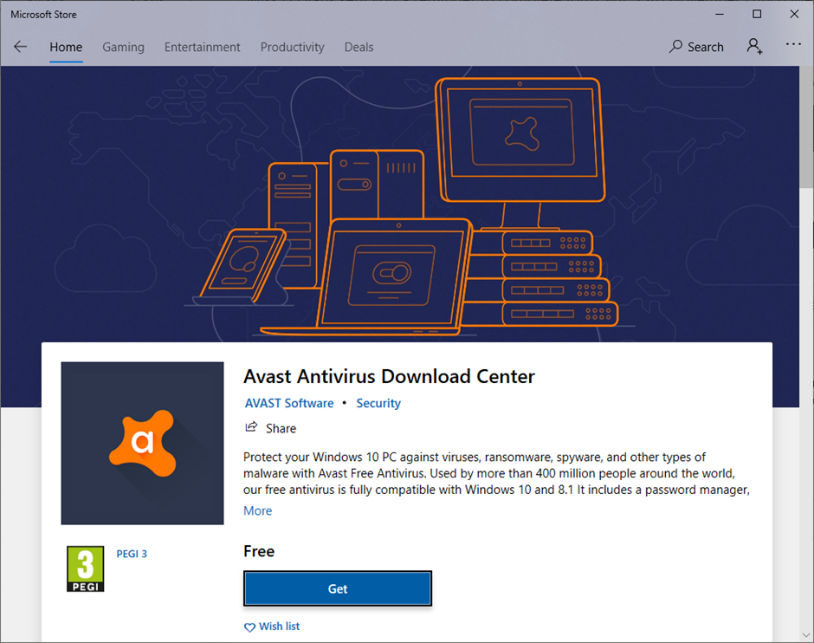 Microsoft Store
Home Gaming Entertainment Productivity Deals Search
Avast Antivirus Download Center
AVAST Software • Security
Share
Protect your Windows 10 PC against viruses, ransomware, spyware, and other types of
malware with Avast Free Antivirus. Used by more than 400 million people around the world,
our free antivirus is fully compatible with Windows 10 and 8.1 It includes a password manager,
More
a
3
PEGI
PEGI 3
Free
Get
Wish list